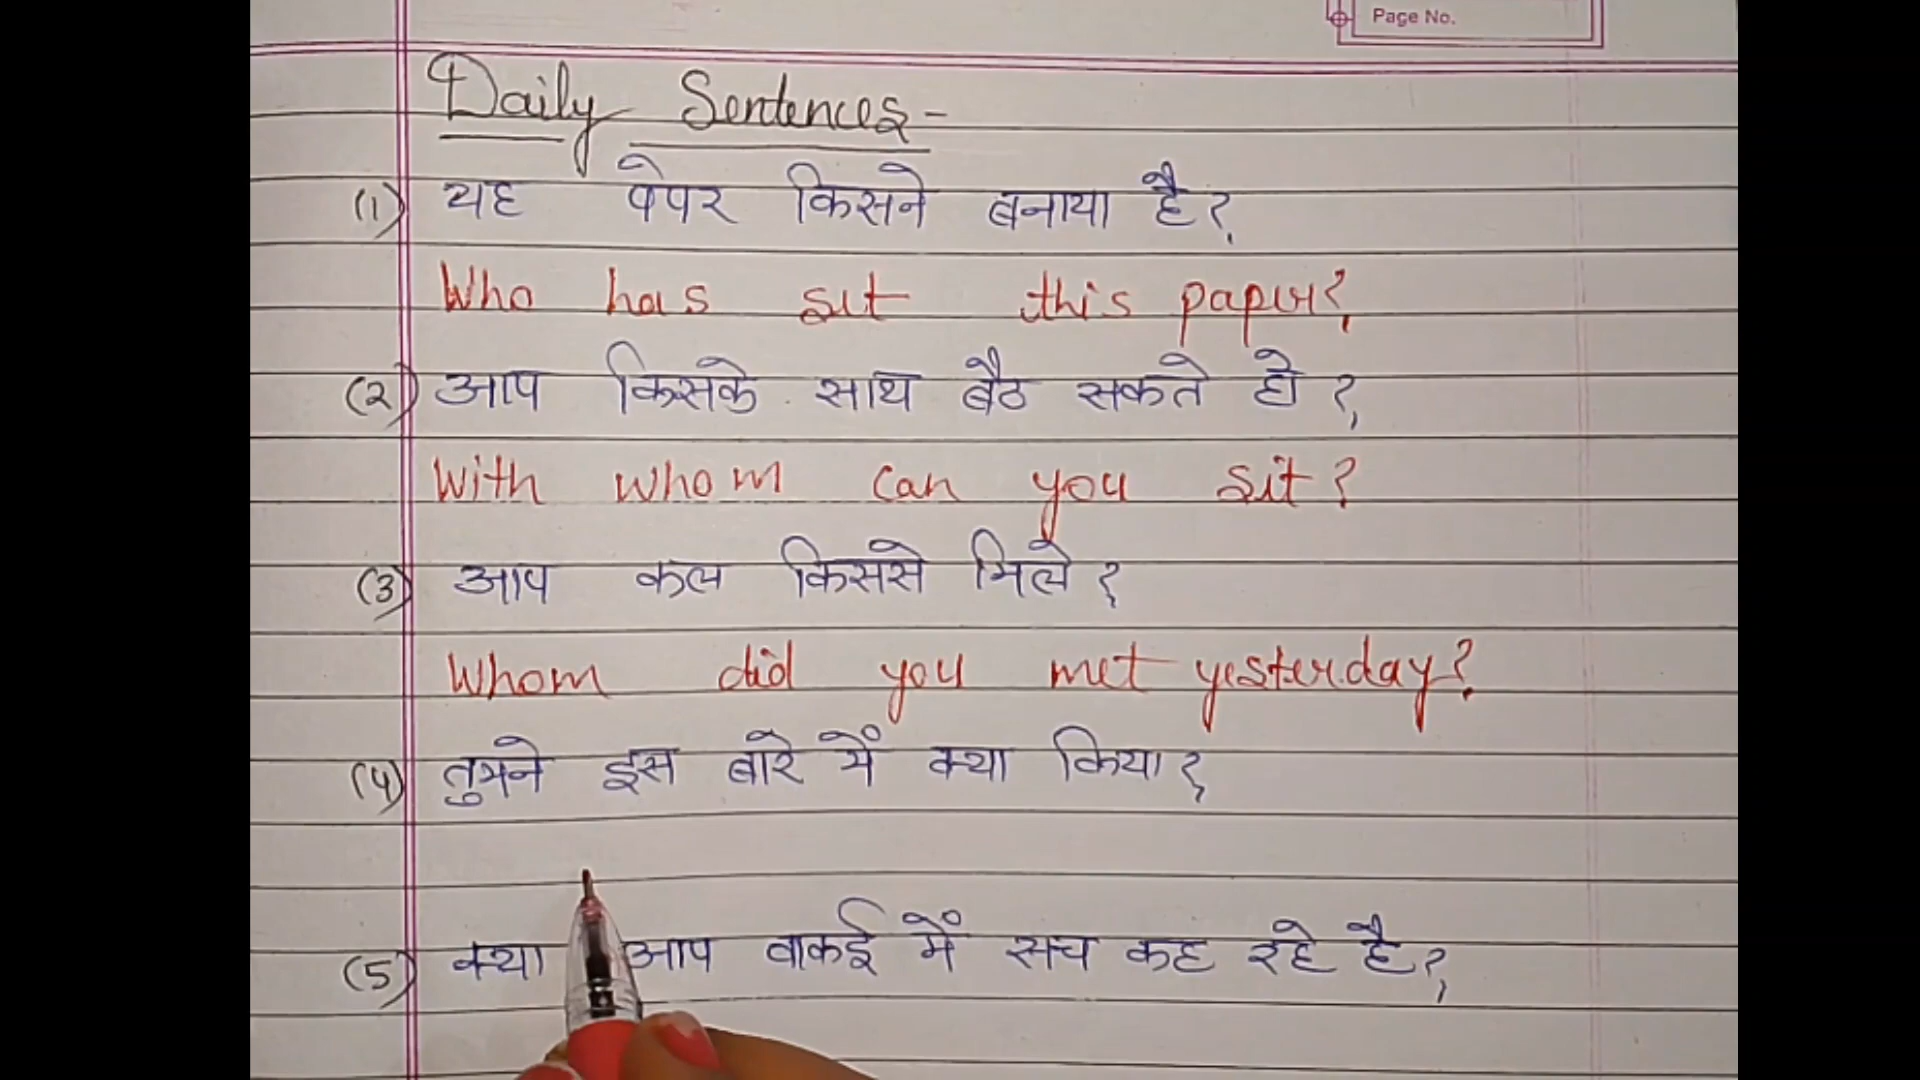 Page No.
Daily Sentences-
(1) यह पेपर किसने बनाया है?
Who has set this paper?
(2) आप किसके साथ बैठ सकते हो?
With whom can you sit?
(3) आप कल किससे मिले?
Whom did you met yesterday?
(4) तुमने इस बारे में क्या किया?
(5) क्या आप वाकई में सच कह रहे है?